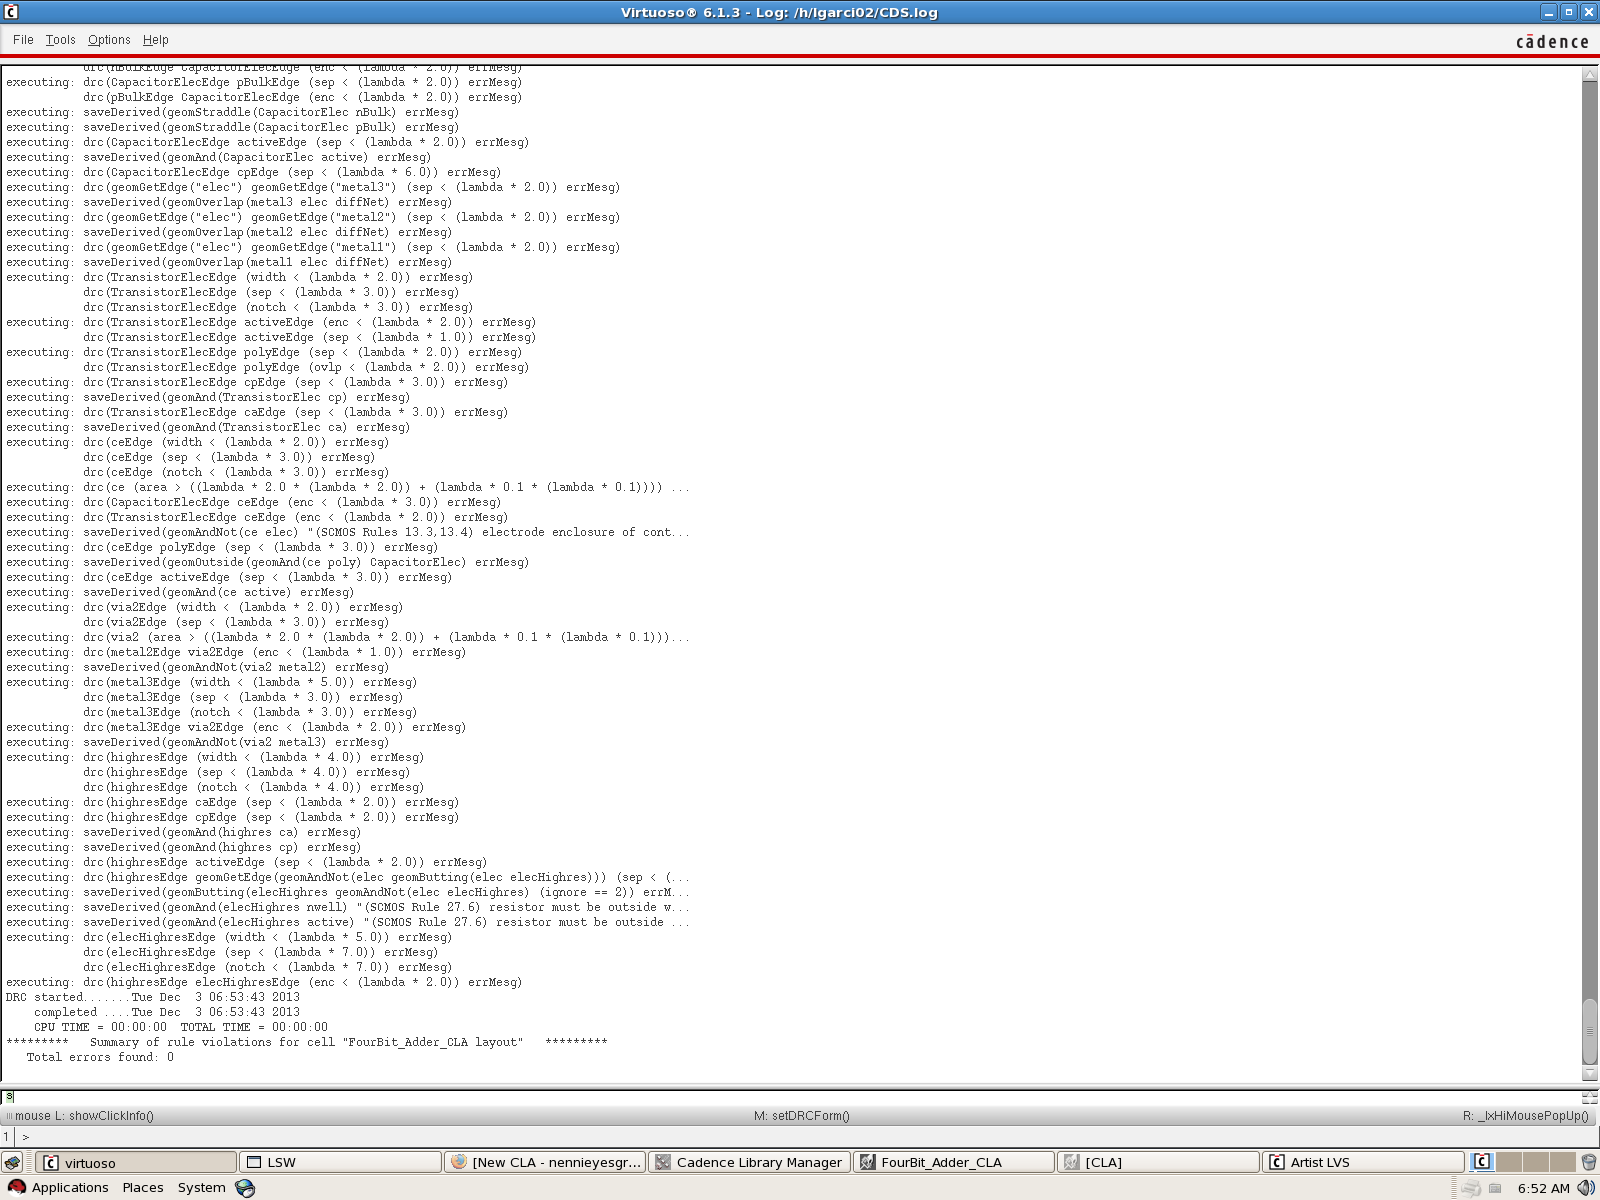 Virtuoso® 6.1.3 - Log: /h/lgarci02/CDS.log
File Tools Options Help
cādence
drc(nBulkEdge CapacitorElecEdge (enc < (lambda * 2.0)) errMesg)
executing: drc(CapacitorElecEdge pBulkEdge (sep < (lambda * 2.0)) errMesg)
drc(pBulkEdge CapacitorElecEdge (enc < (lambda * 2.0)) errMesg)
executing: saveDerived(geomStraddle(CapacitorElec nBulk) errMesg)
executing: saveDerived(geomStraddle(CapacitorElec pBulk) errMesg)
executing: drc(CapacitorElecEdge activeEdge (sep < (lambda * 2.0)) errMesg)
executing: saveDerived(geomAnd(CapacitorElec active) errMesg)
executing: drc(CapacitorElecEdge cpEdge (sep < (lambda * 6.0)) errMesg)
executing: drc(geomGetEdge("elec") geomGetEdge("metal3") (sep < (lambda * 2.0)) errMesg)
executing: saveDerived(geomOverlap(metal3 elec diffNet) errMesg)
executing: drc(geomGetEdge("elec") geomGetEdge("metal2") (sep < (lambda * 2.0)) errMesg)
executing: saveDerived(geomOverlap(metal2 elec diffNet) errMesg)
executing: drc(geomGetEdge("elec") geomGetEdge("metal1") (sep < (lambda * 2.0)) errMesg)
executing: saveDerived(geomOverlap(metal1 elec diffNet) errMesg)
executing: drc(TransistorElecEdge (width < (lambda * 2.0)) errMesg)
drc(TransistorElecEdge (sep < (lambda * 3.0)) errMesg)
drc(TransistorElecEdge (notch < (lambda * 3.0)) errMesg)
executing: drc(TransistorElecEdge activeEdge (enc < (lambda * 2.0)) errMesg)
drc(TransistorElecEdge activeEdge (sep < (lambda * 1.0)) errMesg)
executing: drc(TransistorElecEdge polyEdge (sep < (lambda * 2.0)) errMesg)
drc(TransistorElecEdge polyEdge (ovlp < (lambda * 2.0)) errMesg)
executing: drc(TransistorElecEdge cpEdge (sep < (lambda * 3.0)) errMesg)
executing: saveDerived(geomAnd(TransistorElec cp) errMesg)
executing: drc(TransistorElecEdge caEdge (sep < (lambda * 3.0)) errMesg)
executing: saveDerived(geomAnd(TransistorElec ca) errMesg)
executing: drc(ceEdge (width < (lambda * 2.0)) errMesg)
drc(ceEdge (sep < (lambda * 3.0)) errMesg)
drc(ceEdge (notch < (lambda * 3.0)) errMesg)
executing: drc(ce (area > ((lambda * 2.0 * (lambda * 2.0)) + (lambda * 0.1 * (lambda * 0.1)))) ...
executing: drc(CapacitorElecEdge ceEdge (enc < (lambda * 3.0)) errMesg)
executing: drc(TransistorElecEdge ceEdge (enc < (lambda * 2.0)) errMesg)
executing: saveDerived(geomAndNot(ce elec) "(SCMOS Rules 13.3,13.4) electrode enclosure of cont...
executing: drc(ceEdge polyEdge (sep < (lambda * 3.0)) errMesg)
executing: saveDerived(geomOutside(geomAnd(ce poly) CapacitorElec) errMesg)
executing: drc(ceEdge activeEdge (sep < (lambda * 3.0)) errMesg)
executing: saveDerived(geomAnd(ce active) errMesg)
executing: drc(via2Edge (width < (lambda * 2.0)) errMesg)
drc(via2Edge (sep < (lambda * 3.0)) errMesg)
executing: drc(via2 (area > ((lambda * 2.0 * (lambda * 2.0)) + (lambda * 0.1 * (lambda * 0.1)))...
executing: drc(metal2Edge via2Edge (enc < (lambda * 1.0)) errMesg)
executing: saveDerived(geomAndNot(via2 metal2) errMesg)
executing: drc(metal3Edge (width < (lambda * 5.0)) errMesg)
drc(metal3Edge (sep < (lambda * 3.0)) errMesg)
drc(metal3Edge (notch < (lambda * 3.0)) errMesg)
executing: drc(metal3Edge via2Edge (enc < (lambda * 2.0)) errMesg)
executing: saveDerived(geomAndNot(via2 metal3) errMesg)
executing: drc(highresEdge (width < (lambda * 4.0)) errMesg)
drc(highresEdge (sep < (lambda * 4.0)) errMesg)
drc(highresEdge (notch < (lambda * 4.0)) errMesg)
executing: drc(highresEdge caEdge (sep < (lambda * 2.0)) errMesg)
executing: drc(highresEdge cpEdge (sep < (lambda * 2.0)) errMesg)
executing: saveDerived(geomAnd(highres ca) errMesg)
executing: saveDerived(geomAnd(highres cp) errMesg)
executing: drc(highresEdge activeEdge (sep < (lambda * 2.0)) errMesg)
executing: drc(highresEdge geomGetEdge(geomAndNot(elec geomButting(elec elecHighres))) (sep < (...
executing: saveDerived(geomButting(elecHighres geomAndNot(elec elecHighres) (ignore == 2)) errM...
executing: saveDerived(geomAnd(elecHighres nwell) "(SCMOS Rule 27.6) resistor must be outside w...
executing: saveDerived(geomAnd(elecHighres active) "(SCMOS Rule 27.6) resistor must be outside ...
executing: drc(elecHighresEdge (width < (lambda * 5.0)) errMesg)
drc(elecHighresEdge (sep < (lambda * 7.0)) errMesg)
drc(elecHighresEdge (notch < (lambda * 7.0)) errMesg)
executing: drc(highresEdge elecHighresEdge (enc < (lambda * 2.0)) errMesg)
DRC started.......Tue Dec  3 06:53:43 2013
completed ....Tue Dec  3 06:53:43 2013
CPU TIME = 00:00:00  TOTAL TIME = 00:00:00
*********   Summary of rule violations for cell "FourBit_Adder_CLA layout"   *********
Total errors found: 0
s
mouse L: showClickInfo() M: setDRCForm() R: _lxHiMousePopUp()
1 >
virtuoso LSW [New CLA - nennieyesgr... Cadence Library Manager FourBit_Adder_CLA [CLA] Artist LVS
Applications Places System 6:52 AM